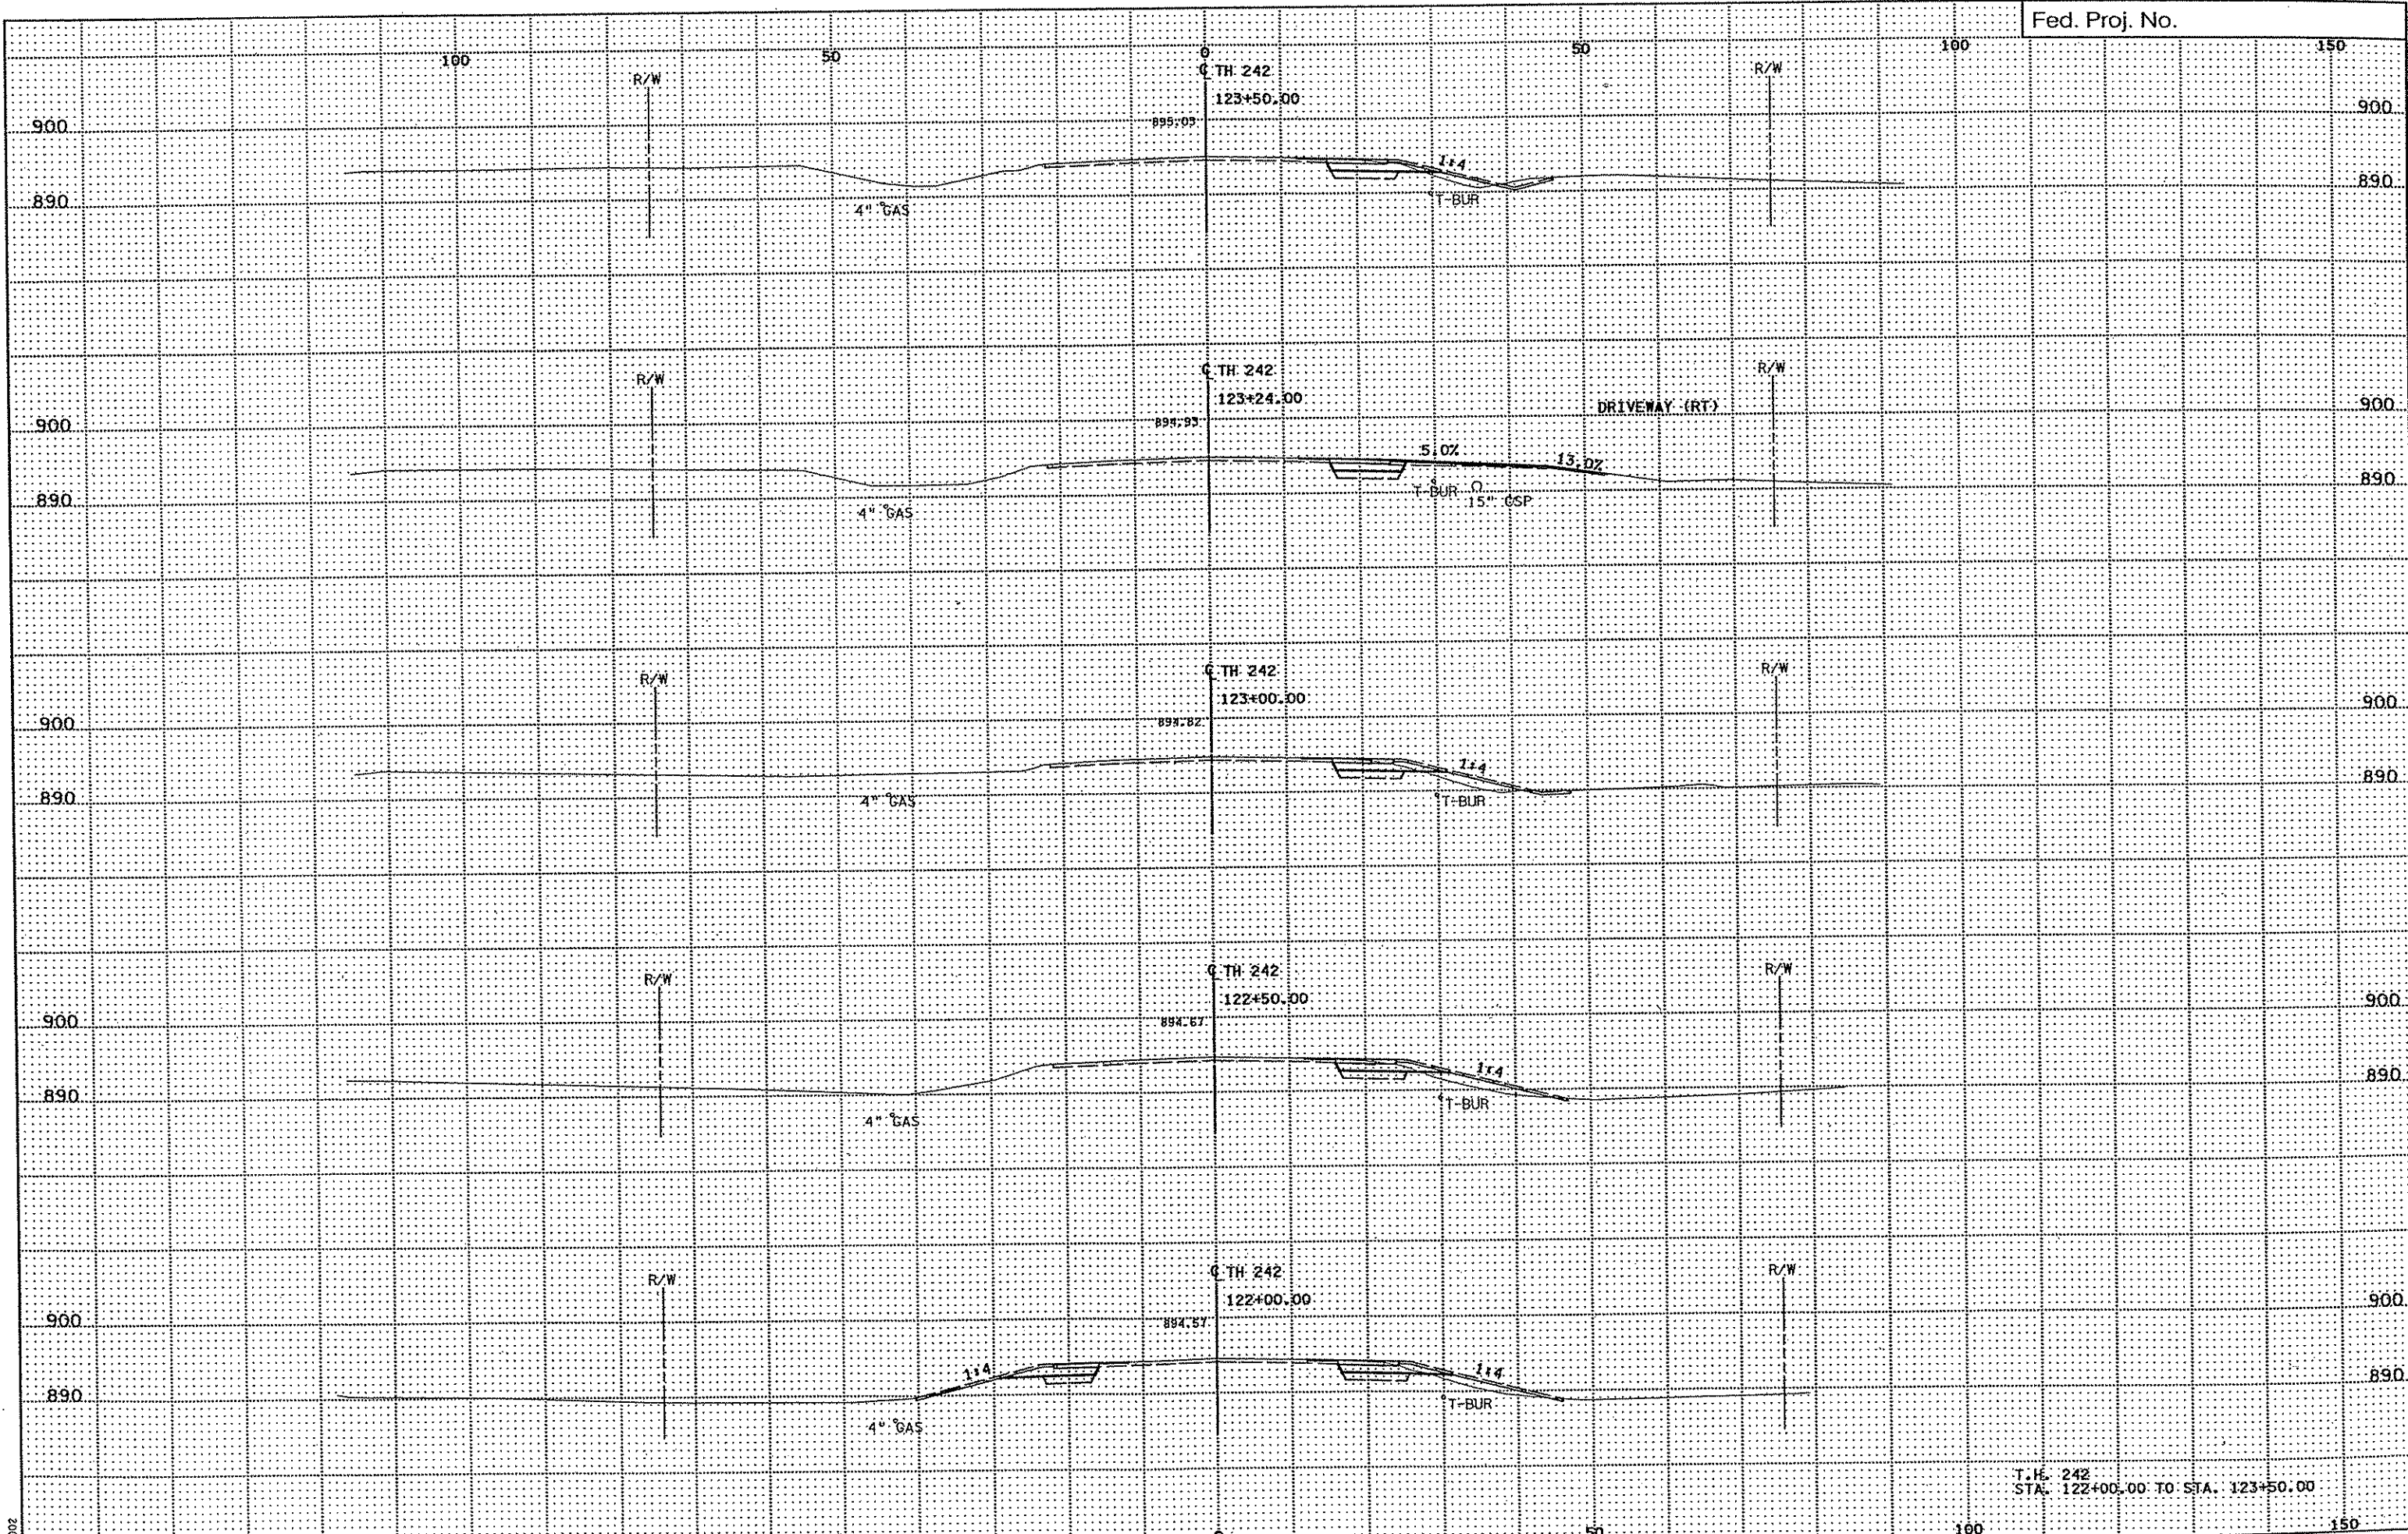 Fed. Proj. No.
100 50 0 50 100 150
R/W ℄ TH 242 R/W
123+50.00
900 895.03 900
1:4
890 4" GAS T-BUR 890
R/W ℄ TH 242 R/W
123+24.00
DRIVEWAY (RT)
900 894.93 900
5.0% 13.0%
890 4" GAS T-BUR 15" CSP 890
R/W ℄ TH 242 R/W
123+00.00
900 894.82 900
1:4
890 4" GAS T-BUR 890
R/W ℄ TH 242 R/W
122+50.00
900 894.67 900
1:4
890 4" GAS T-BUR 890
R/W ℄ TH 242 R/W
122+00.00
900 894.57 900
1:4 1:4
890 4" GAS T-BUR 890
T.H. 242
STA. 122+00.00 TO STA. 123+50.00
0 50 100 150